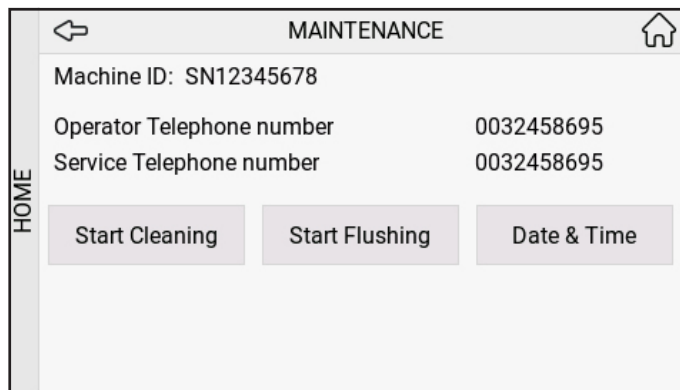 MAINTENANCE
HOME
Machine ID: SN12345678
Operator Telephone number 0032458695
Service Telephone number 0032458695
Start Cleaning Start Flushing Date & Time